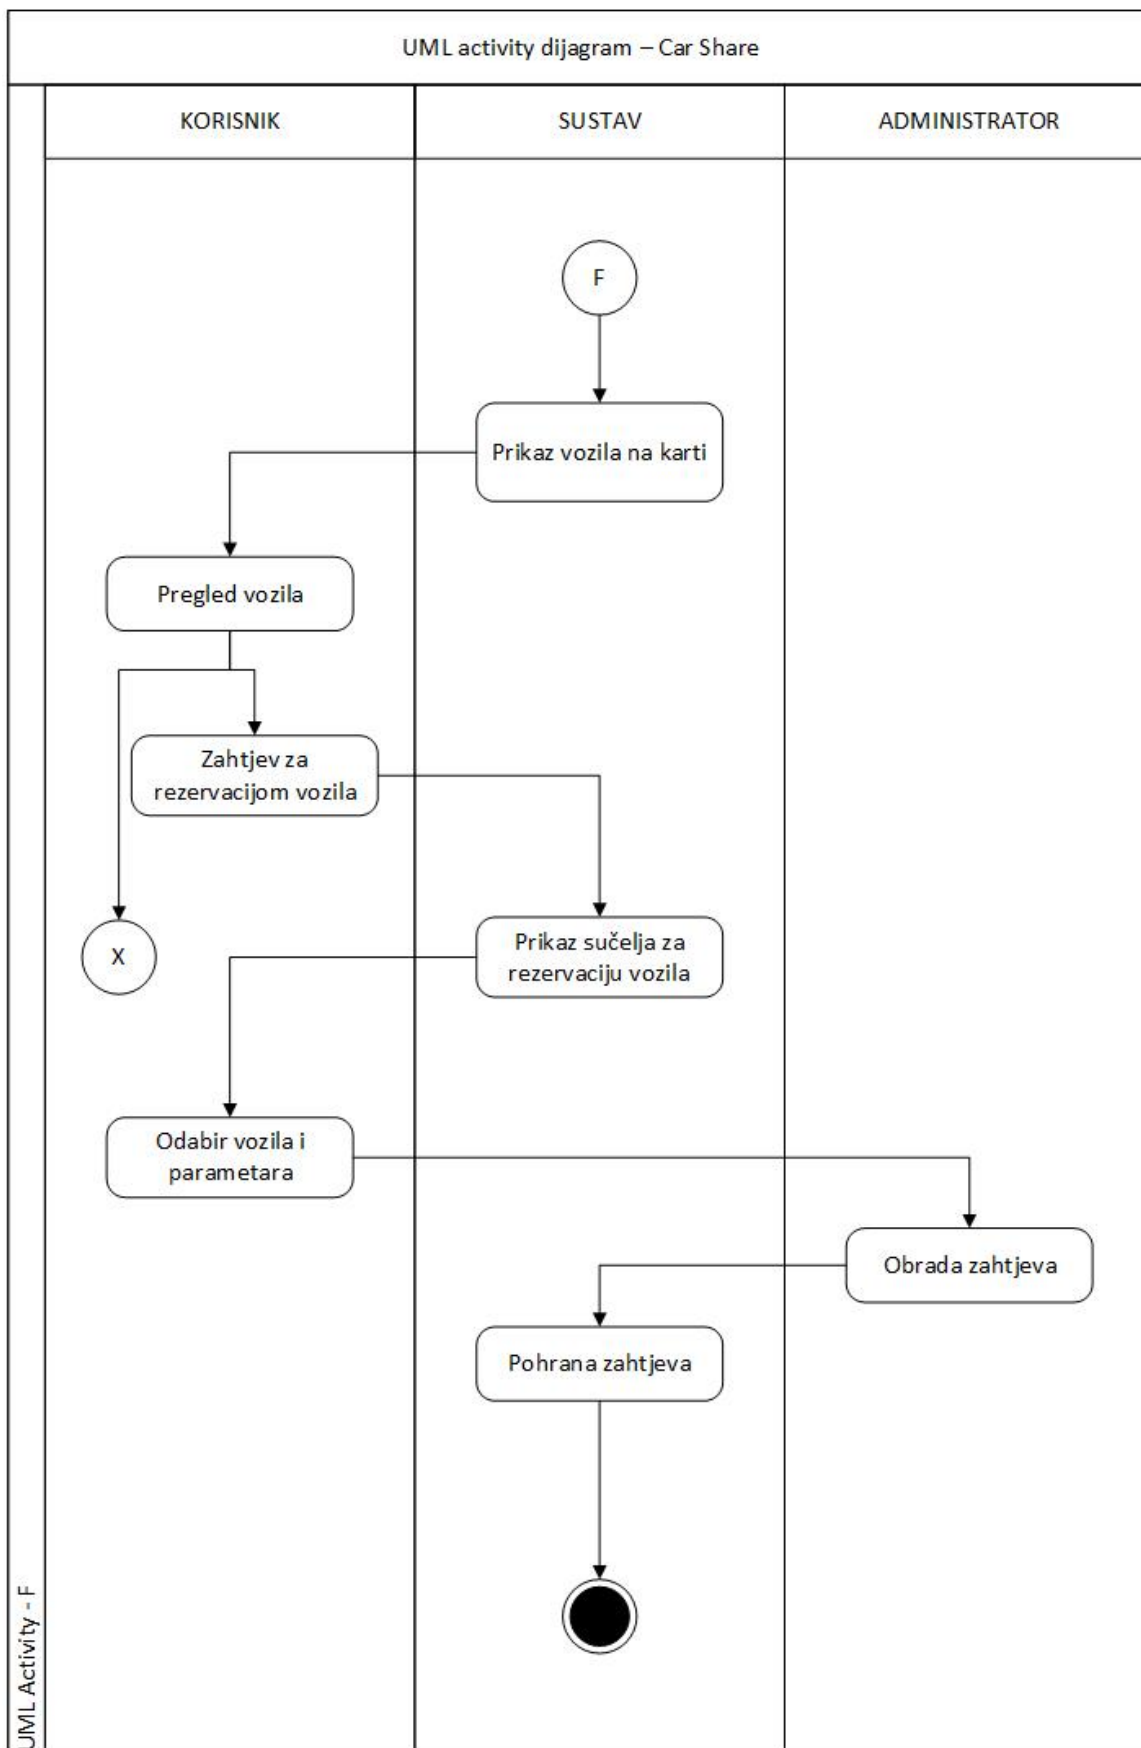 UML activity dijagram – Car Share
KORISNIK
SUSTAV
ADMINISTRATOR
F
Prikaz vozila na karti
Pregled vozila
Zahtjev za
rezervacijom vozila
X
Prikaz sučelja za
rezervaciju vozila
Odabir vozila i
parametara
Obrada zahtjeva
Pohrana zahtjeva
UML Activity - F